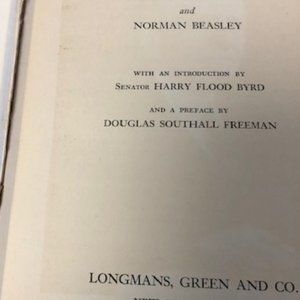 and
NORMAN BEASLEY
WITH AN INTRODUCTION BY
SENATOR HARRY FLOOD BYRD
AND A PREFACE BY
DOUGLAS SOUTHALL FREEMAN
LONGMANS, GREEN AND CO.